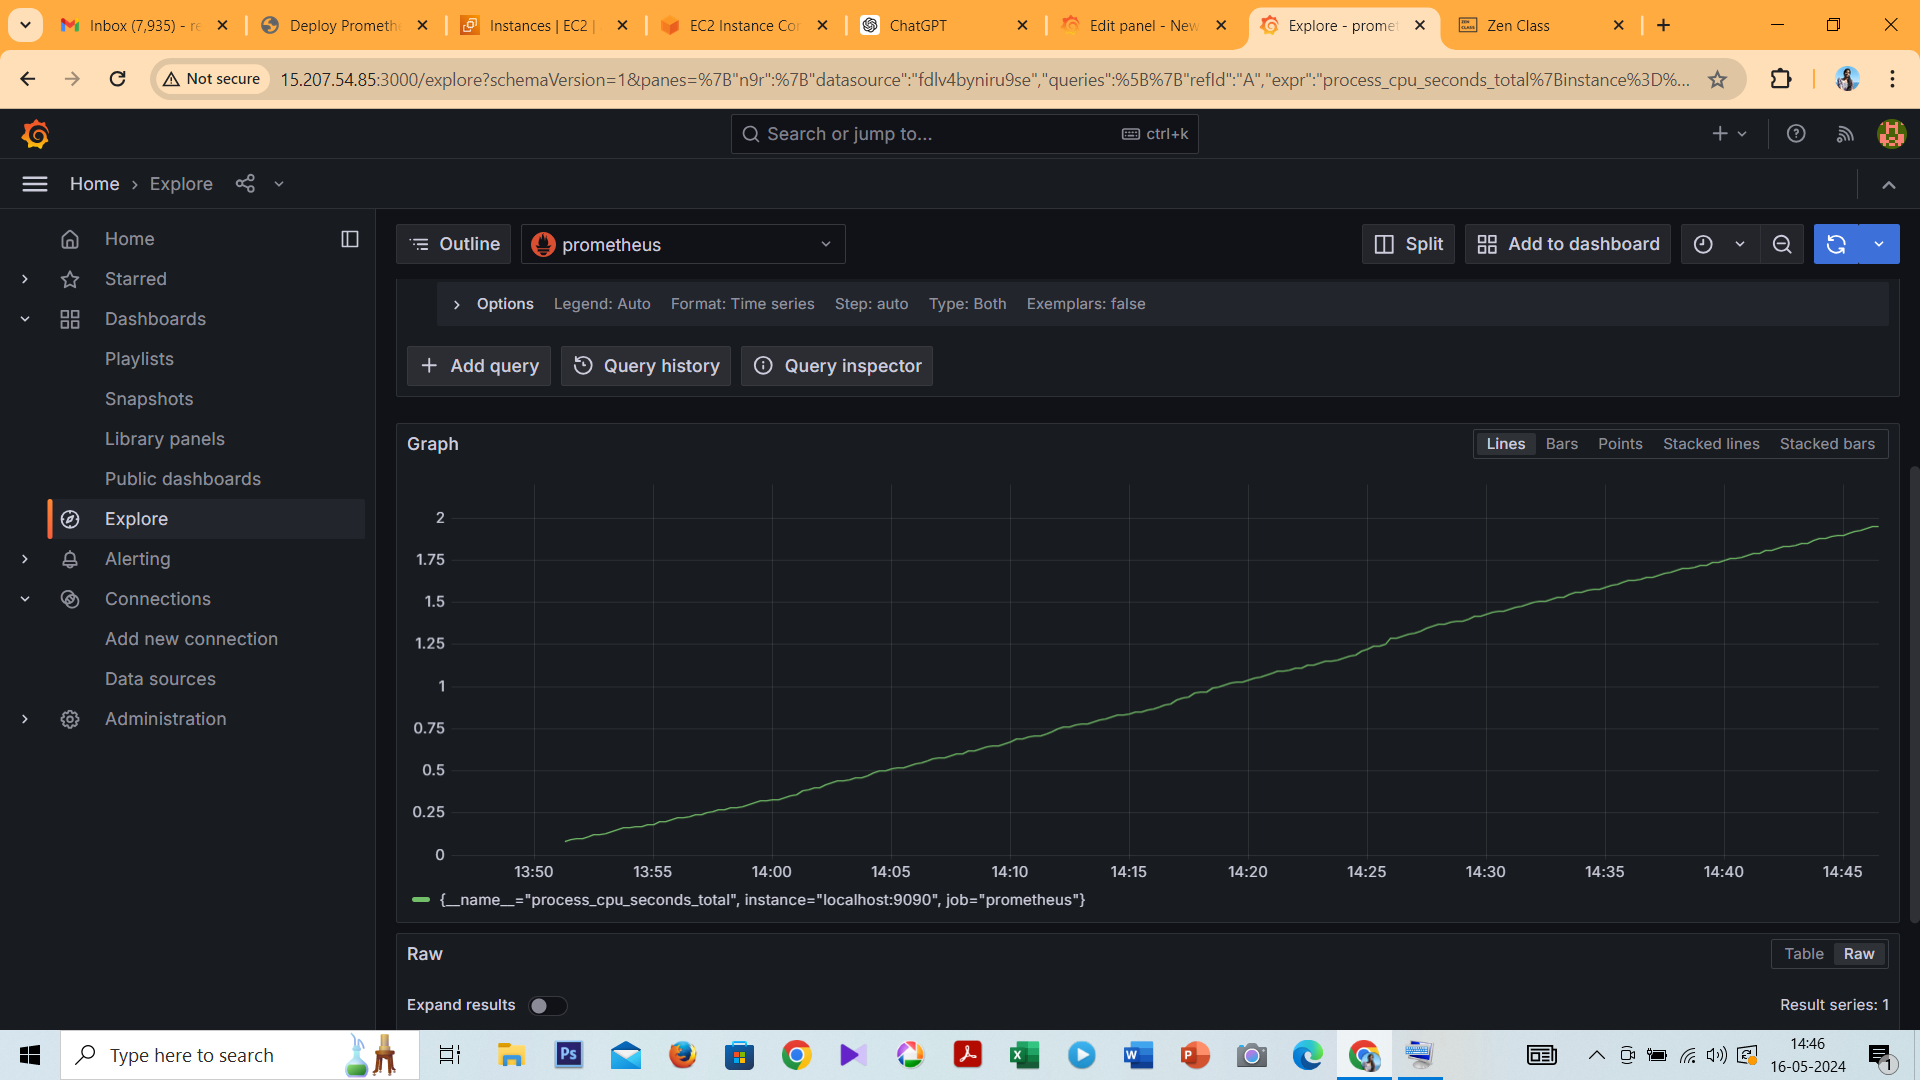 Inbox (7,935) - re
Deploy Promethe
Instances | EC2 |
EC2 Instance Cor
ChatGPT
Edit panel - New
Explore - promet
Zen Class
Not secure
15.207.54.85:3000/explore?schemaVersion=1&panes=%7B"n9r":%7B"datasource":"fdlv4byniru9se","queries":%5B%7B"refId":"A","expr":"process_cpu_seconds_total%7Binstance%3D%...
Search or jump to...
ctrl+k
Home › Explore
Home
Starred
Dashboards
Playlists
Snapshots
Library panels
Public dashboards
Explore
Alerting
Connections
Add new connection
Data sources
Administration
Outline
prometheus
Split
Add to dashboard
Options Legend: Auto Format: Time series Step: auto Type: Both Exemplars: false
+ Add query
Query history
Query inspector
Graph
Lines Bars Points Stacked lines Stacked bars
2
1.75
1.5
1.25
1
0.75
0.5
0.25
0
13:50 13:55 14:00 14:05 14:10 14:15 14:20 14:25 14:30 14:35 14:40 14:45
{__name__="process_cpu_seconds_total", instance="localhost:9090", job="prometheus"}
Raw
Table Raw
Expand results
Result series: 1
Type here to search
Ps
X
W
P
14:46
16-05-2024
1